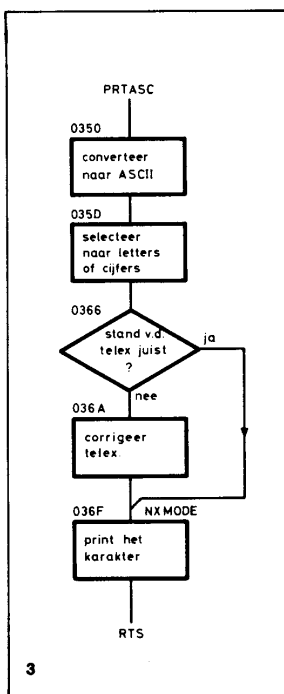 PRTASC
0350
converteer
naar ASCII
035D
selecteer
naar letters
of cijfers
0366
stand v.d.
telex juist
?
ja
nee
036A
corrigeer
telex.
036F
NXMODE
print het
karakter
RTS
3